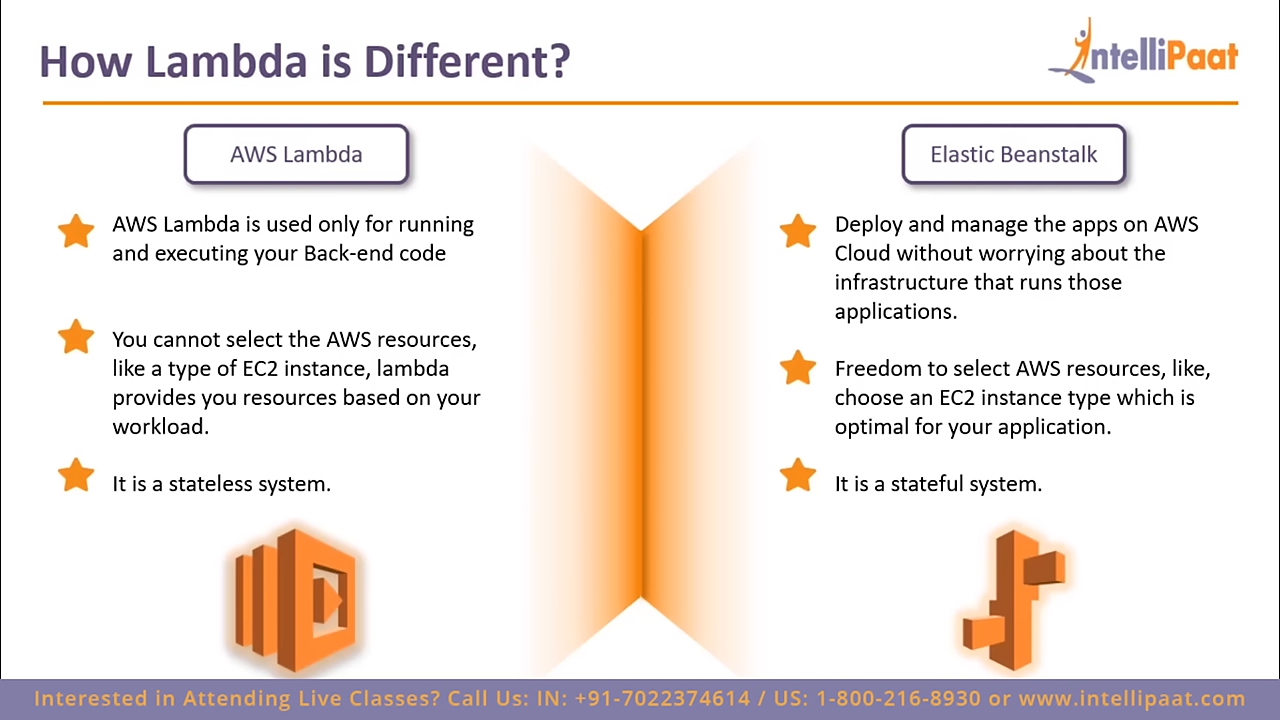 How Lambda is Different?
IntelliPaat
AWS Lambda
AWS Lambda is used only for running
and executing your Back-end code
You cannot select the AWS resources,
like a type of EC2 instance, lambda
provides you resources based on your
workload.
It is a stateless system.
Elastic Beanstalk
Deploy and manage the apps on AWS
Cloud without worrying about the
infrastructure that runs those
applications.
Freedom to select AWS resources, like,
choose an EC2 instance type which is
optimal for your application.
It is a stateful system.
Interested in Attending Live Classes? Call Us: IN: +91-7022374614 / US: 1-800-216-8930 or www.intellipaat.com